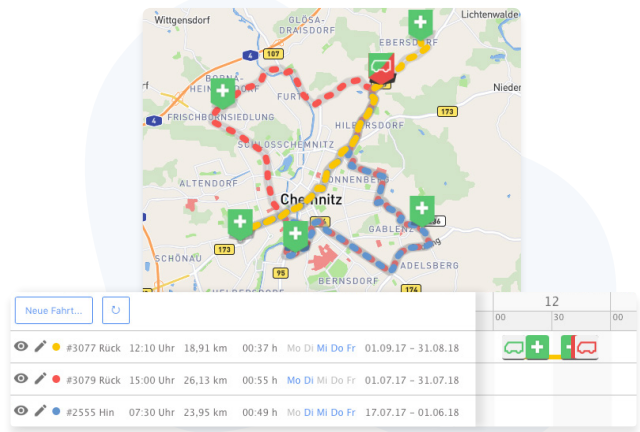 Wittgensdorf
GLÖSA-
DRAISDORF
Lichtenwalde
EBERSDORF
4
107
FURT
Nieder
4
FRISCHBORNSIEDLUNG
173
HILBERSDORF
SCHLOSSCHEMNITZ
ALTENDORF
SONNENBERG
Chemnitz
GABLENZ
173
SCHÖNAU
ADELSBERG
95
BERNSDORF
174
Neue Fahrt...
12
00
30
00
#3077 Rück 12:10 Uhr 18,91 km 00:37 h Mo Di Mi Do Fr 01.09.17 – 31.08.18
#3079 Rück 15:00 Uhr 26,13 km 00:55 h Mo Di Mi Do Fr 01.07.17 – 31.07.18
#2555 Hin 07:30 Uhr 23,95 km 00:49 h Mo Di Mi Do Fr 17.07.17 – 01.06.18